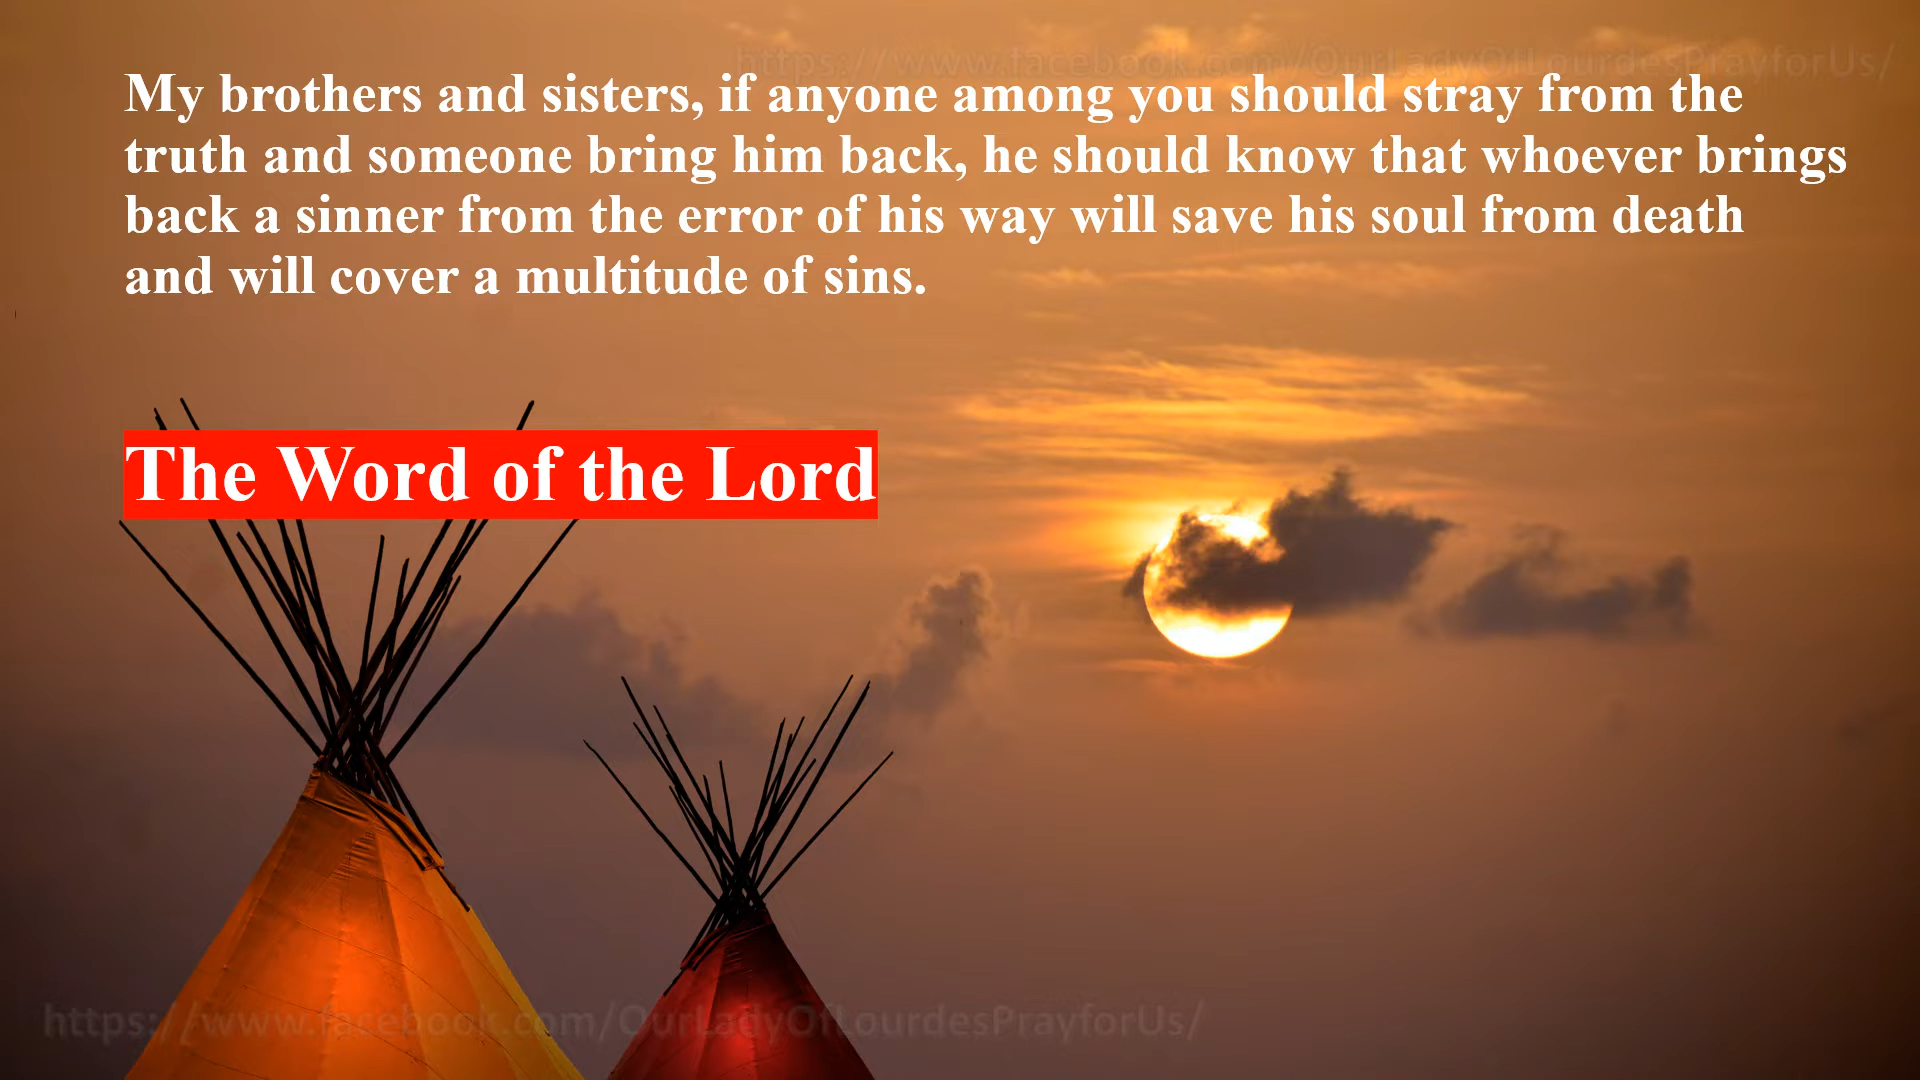 https://www.facebook.com/OurLadyOfLourdesPrayforUs/
My brothers and sisters, if anyone among you should stray from the
truth and someone bring him back, he should know that whoever brings
back a sinner from the error of his way will save his soul from death
and will cover a multitude of sins.
The Word of the Lord
https://www.facebook.com/OurLadyOfLourdesPrayforUs/